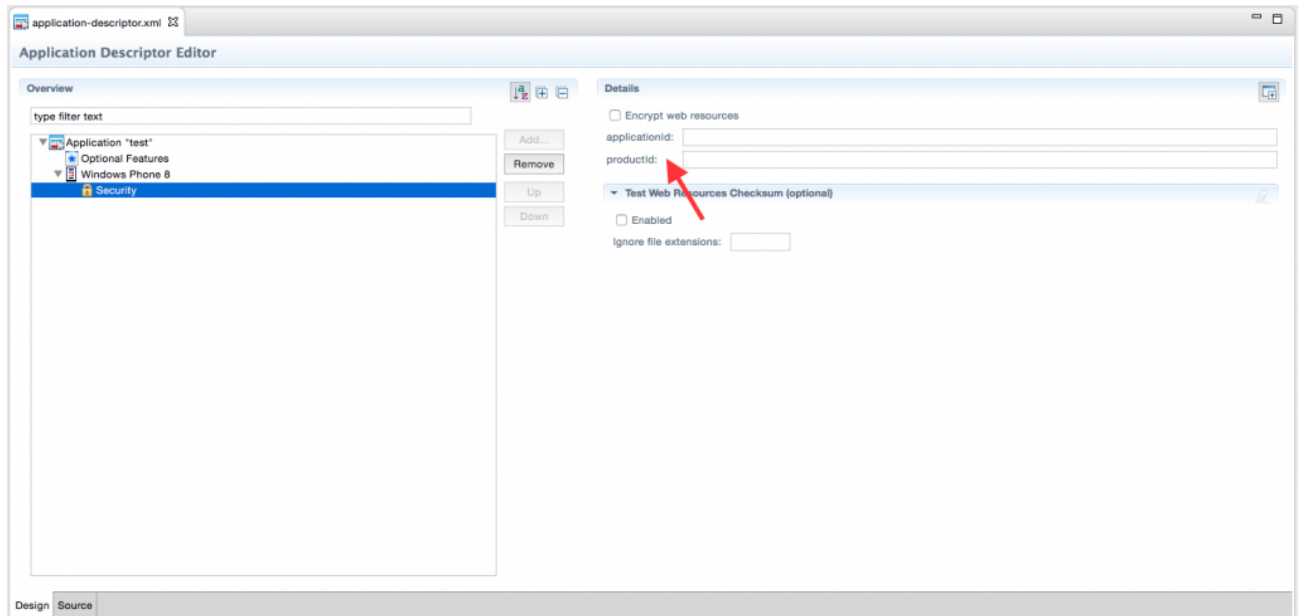 application-descriptor.xml
Application Descriptor Editor
Overview
type filter text
Application "test"
Optional Features
Windows Phone 8
Security
Add...
Remove
Up
Down
Details
Encrypt web resources
applicationId:
productId:
Test Web Resources Checksum (optional)
Enabled
Ignore file extensions:
Design Source